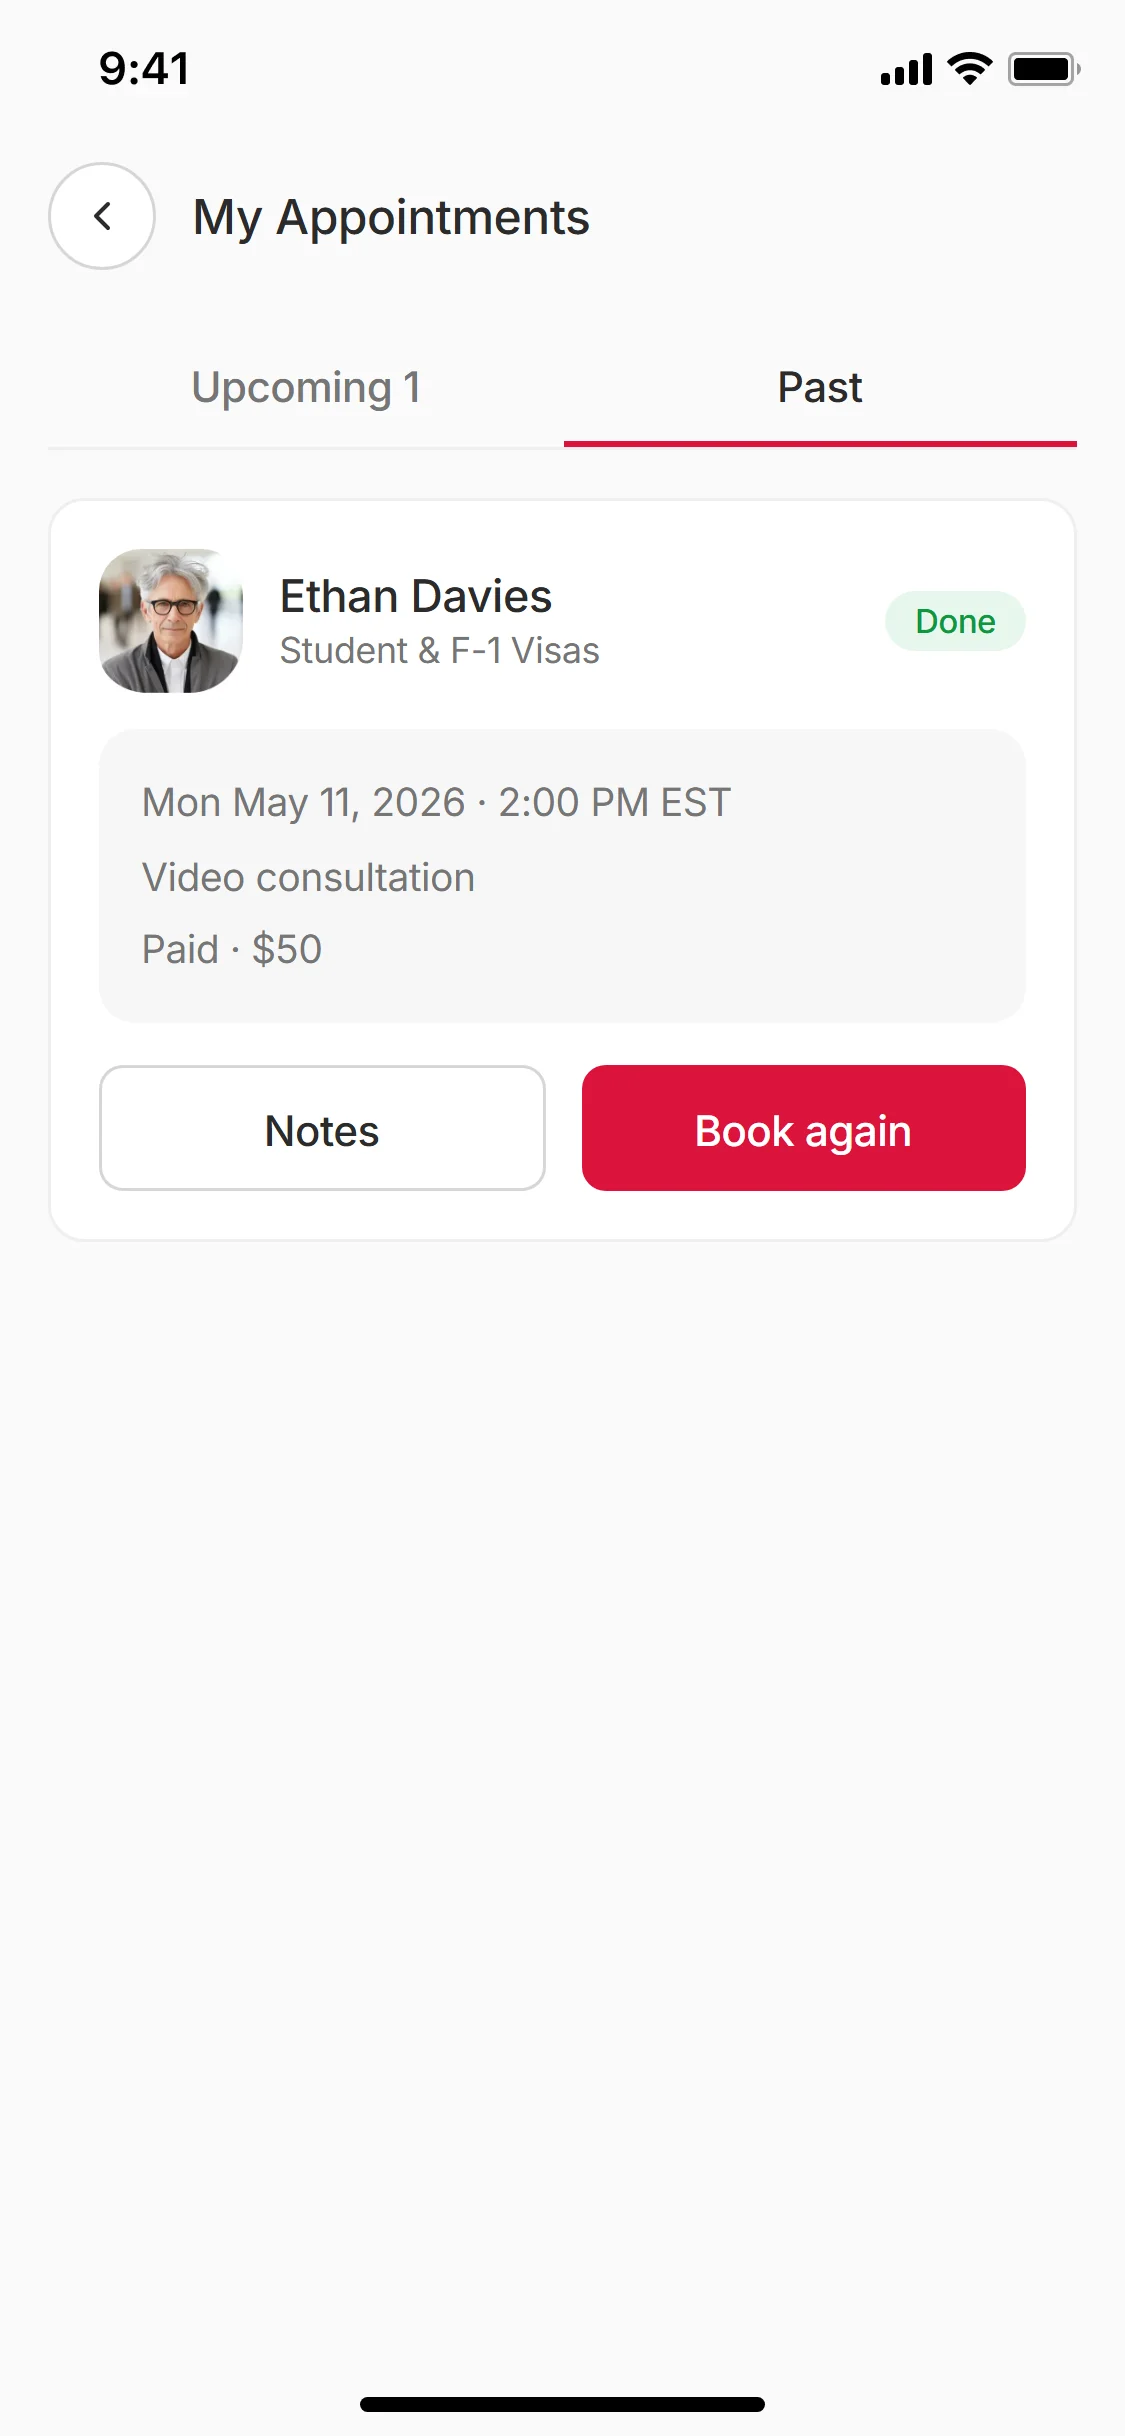 9:41
My Appointments
Upcoming 1
Past
Ethan Davies
Student & F-1 Visas
Done
Mon May 11, 2026 · 2:00 PM EST
Video consultation
Paid · $50
Notes
Book again